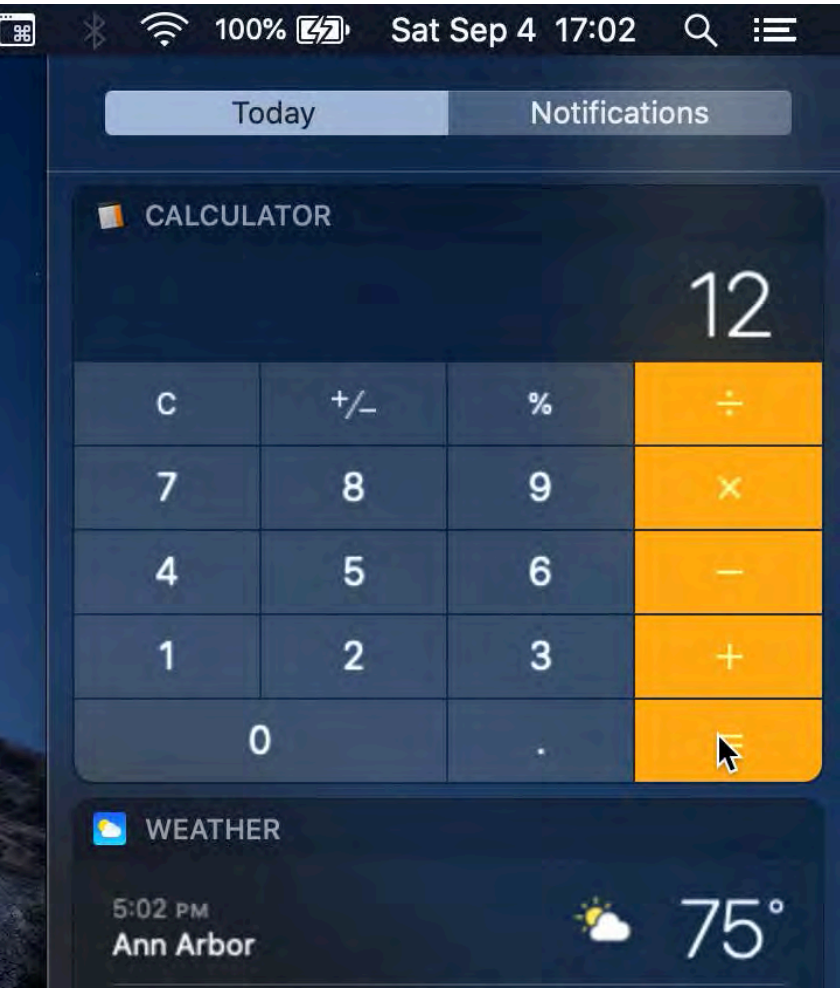 100% Sat Sep 4 17:02
Today Notifications
CALCULATOR
12
C +/− % ÷
7 8 9 ×
4 5 6 −
1 2 3 +
0 . =
WEATHER
5:02 PM
Ann Arbor
75°